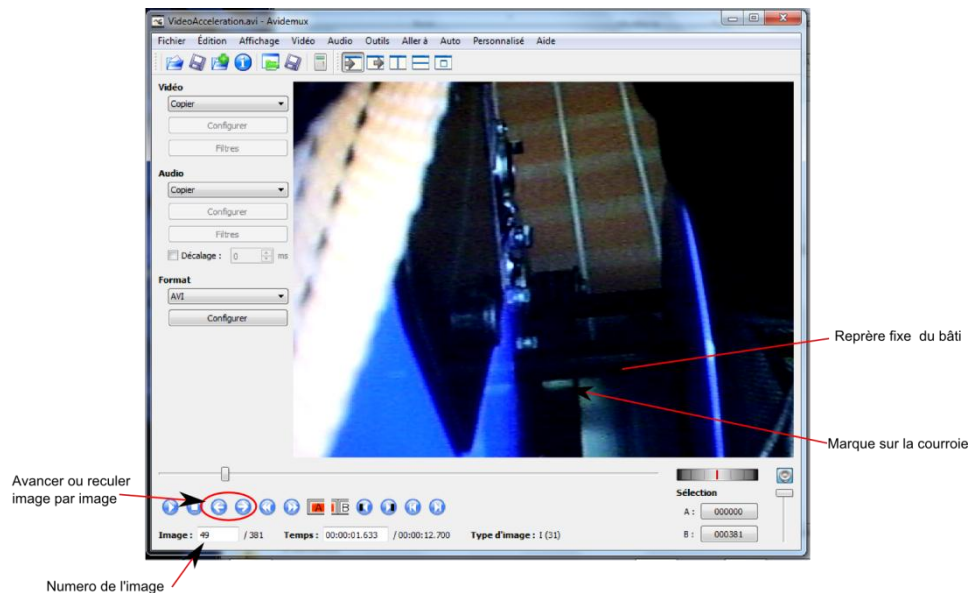 VideoAcceleration.avi - Avidemux
Fichier Édition Affichage Vidéo Audio Outils Aller à Auto Personnalisé Aide
Vidéo
Copier
Configurer
Filtres
Audio
Copier
Configurer
Filtres
Décalage : 0 ms
Format
AVI
Configurer
Reprère fixe du bâti
Marque sur la courroie
Avancer ou reculer
image par image
A B
Sélection
A : 000000
B : 000381
Image : 49 / 381 Temps : 00:00:01.633 / 00:00:12.700 Type d'image : I (31)
Numero de l'image